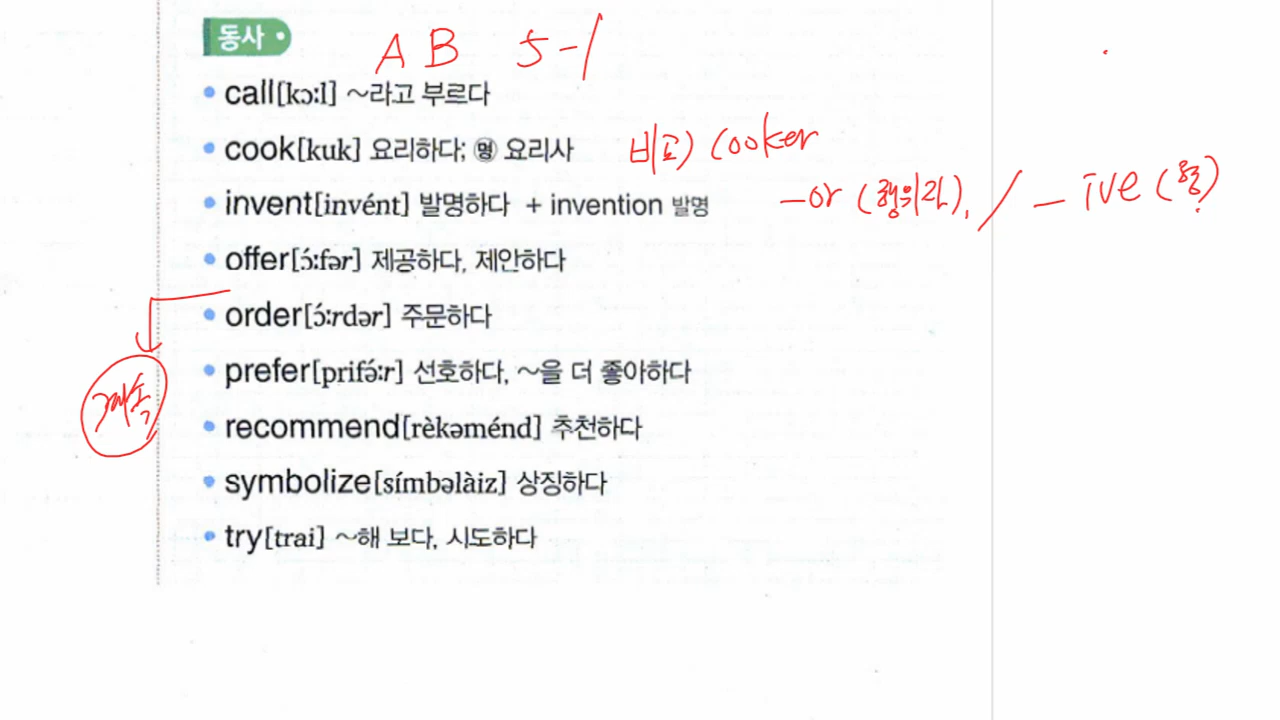 동사
A B 5-1
call[kɔːl] ~라고 부르다
cook[kuk] 요리하다; 명 요리사 비교) cooker
invent[invént] 발명하다 + invention 발명 -or (행위자), / - ive (형)
offer[ɔ́ːfər] 제공하다, 제안하다
order[ɔ́ːrdər] 주문하다
prefer[prifə́ːr] 선호하다, ~을 더 좋아하다
계속
recommend[rèkəménd] 추천하다
symbolize[símbəlàiz] 상징하다
try[trai] ~해 보다, 시도하다